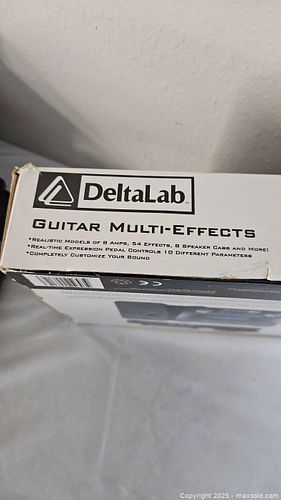 DeltaLab
Guitar Multi-Effects
•Realistic Models of 8 Amps, 54 Effects, 8 Speaker Cabs and More!
•Real-Time Expression Pedal Controls 10 Different Parameters
•Completely Customize Your Sound
CE
Copyright © 2025 - maxsold.com